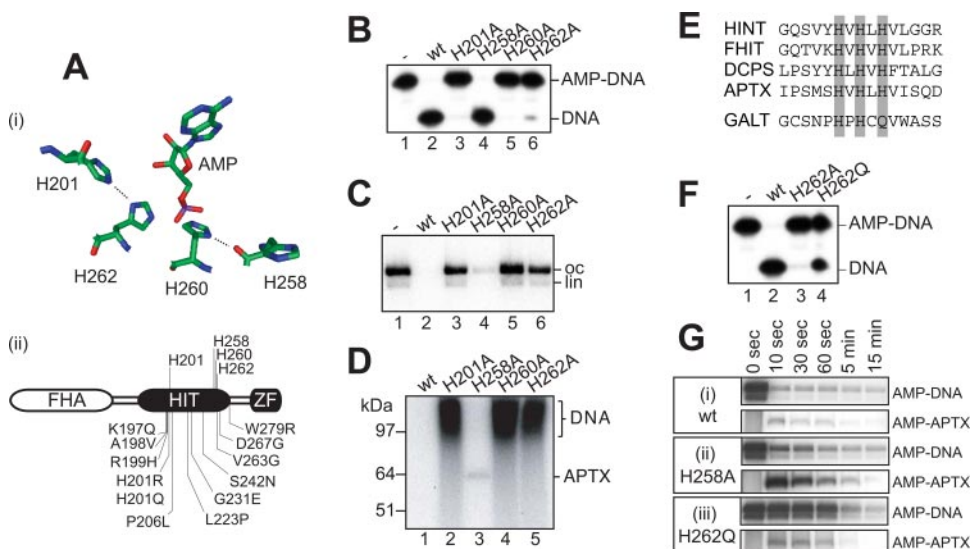 A
(i)
H201
AMP
H262
H260
H258
(ii)
H258
H260
H262
H201
FHA
HIT
ZF
K197Q
A198V
R199H
H201R
H201Q
P206L
W279R
D267G
V263G
S242N
G231E
L223P
B
- wt H201A H258A H260A H262A
AMP-DNA
DNA
1 2 3 4 5 6
C
- wt H201A H258A H260A H262A
oc
lin
1 2 3 4 5 6
D
wt H201A H258A H260A H262A
kDa
97
64
51
DNA
APTX
1 2 3 4 5
E
HINT GQSVYHVHLHVLGGR
FHIT GQTVKHVHVHVLPRK
DCPS LPSYYHLHVHFTALG
APTX IPSMSHVHLHVISQD
GALT GCSNPHPHCQVWASS
F
- wt H262A H262Q
AMP-DNA
DNA
1 2 3 4
G
0 sec 10 sec 30 sec 60 sec 5 min 15 min
(i)
wt
AMP-DNA
AMP-APTX
(ii)
H258A
AMP-DNA
AMP-APTX
(iii)
H262Q
AMP-DNA
AMP-APTX